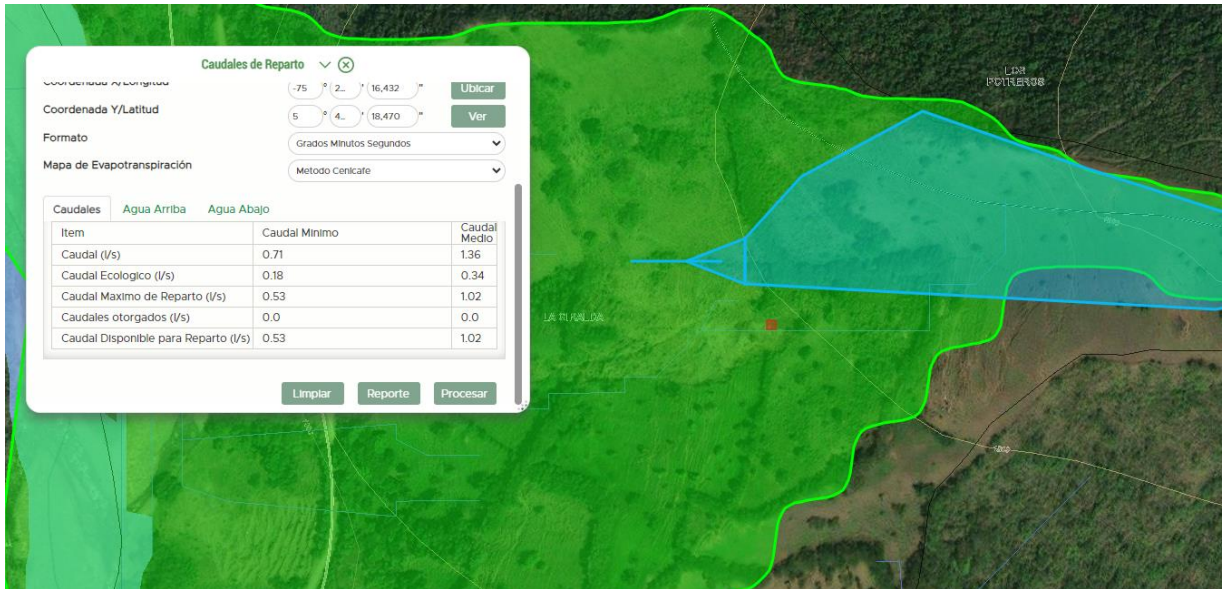 Caudales de Reparto
Coordenada X/Longitud -75 ° 2... ' 16,432 " Ubicar
Coordenada Y/Latitud 5 ° 4... ' 18,470 " Ver
Formato Grados Minutos Segundos
Mapa de Evapotranspiración Metodo Cenicafe
Caudales Agua Arriba Agua Abajo
Item Caudal Minimo Caudal Medio
Caudal (l/s) 0.71 1.36
Caudal Ecologico (l/s) 0.18 0.34
Caudal Maximo de Reparto (l/s) 0.53 1.02
Caudales otorgados (l/s) 0.0 0.0
Caudal Disponible para Reparto (l/s) 0.53 1.02
Limpiar Reporte Procesar
LOS
POTREROS